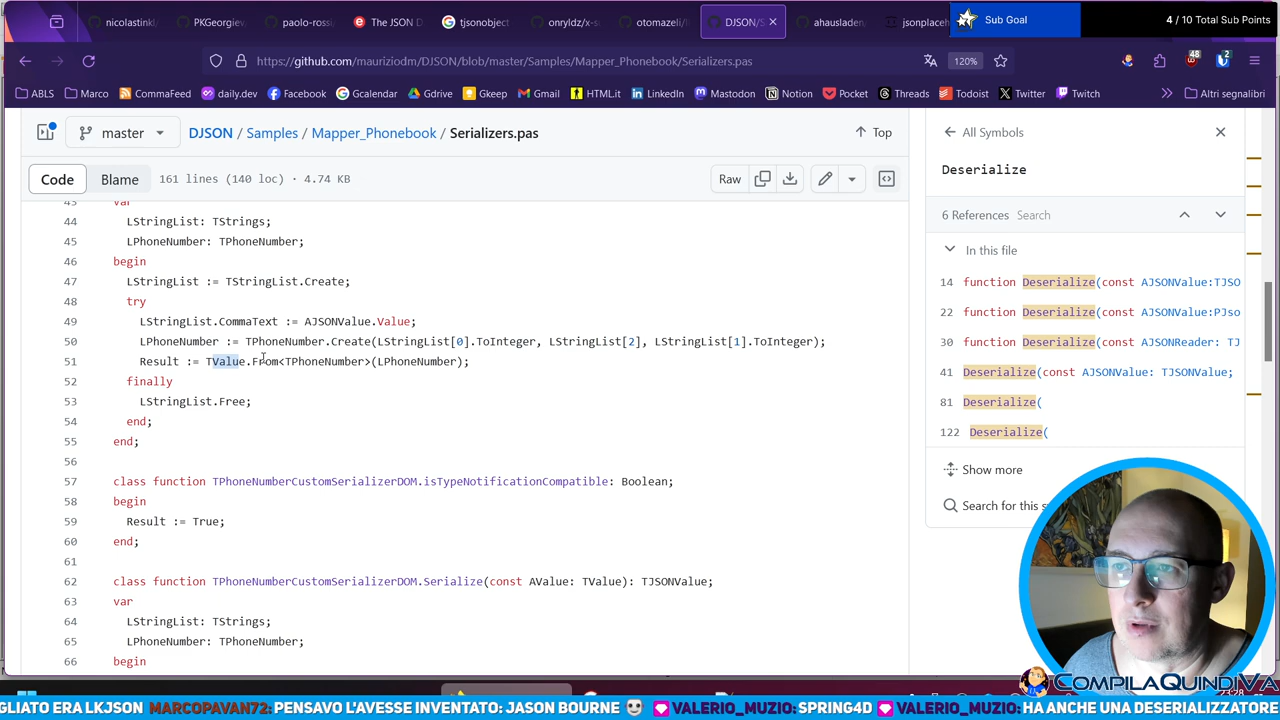 nicolastink
PKGeorgiev
paolo-ross
The JSON D
tjsonobject
onryldz/x-s
otomazeli/
DJSON/S
ahauslader
jsonplaceh
Sub Goal
4 / 10 Total Sub Points
https://github.com/mauriziodm/DJSON/blob/master/Samples/Mapper_Phonebook/Serializers.pas
120%
48
2
ABLS
Marco
CommaFeed
daily.dev
Facebook
Gcalendar
Gdrive
Gkeep
Gmail
HTML.it
LinkedIn
Mastodon
Notion
Pocket
Threads
Todoist
Twitter
Twitch
Altri segnalibri
master
DJSON / Samples / Mapper_Phonebook / Serializers.pas
Top
Code
Blame
161 lines (140 loc) · 4.74 KB
Raw
43 var
44 LStringList: TStrings;
45 LPhoneNumber: TPhoneNumber;
46 begin
47 LStringList := TStringList.Create;
48 try
49 LStringList.CommaText := AJSONValue.Value;
50 LPhoneNumber := TPhoneNumber.Create(LStringList[0].ToInteger, LStringList[2], LStringList[1].ToInteger);
51 Result := TValue.From<TPhoneNumber>(LPhoneNumber);
52 finally
53 LStringList.Free;
54 end;
55 end;
56
57 class function TPhoneNumberCustomSerializerDOM.isTypeNotificationCompatible: Boolean;
58 begin
59 Result := True;
60 end;
61
62 class function TPhoneNumberCustomSerializerDOM.Serialize(const AValue: TValue): TJSONValue;
63 var
64 LStringList: TStrings;
65 LPhoneNumber: TPhoneNumber;
66 begin
All Symbols
Deserialize
6 References Search
In this file
14 function Deserialize(const AJSONValue:TJSO
22 function Deserialize(const AJSONValue:PJso
30 function Deserialize(const AJSONReader: TJ
41 Deserialize(const AJSONValue: TJSONValue;
81 Deserialize(
122 Deserialize(
Show more
Search for this s
COMPILAQUINDIVA
23:28
GLIATO ERA LKJSON MARCOPAVAN72: PENSAVO L'AVESSE INVENTATO: JASON BOURNE VALERIO_MUZIO: SPRING4D VALERIO_MUZIO: HA ANCHE UNA DESERIALIZZATORE